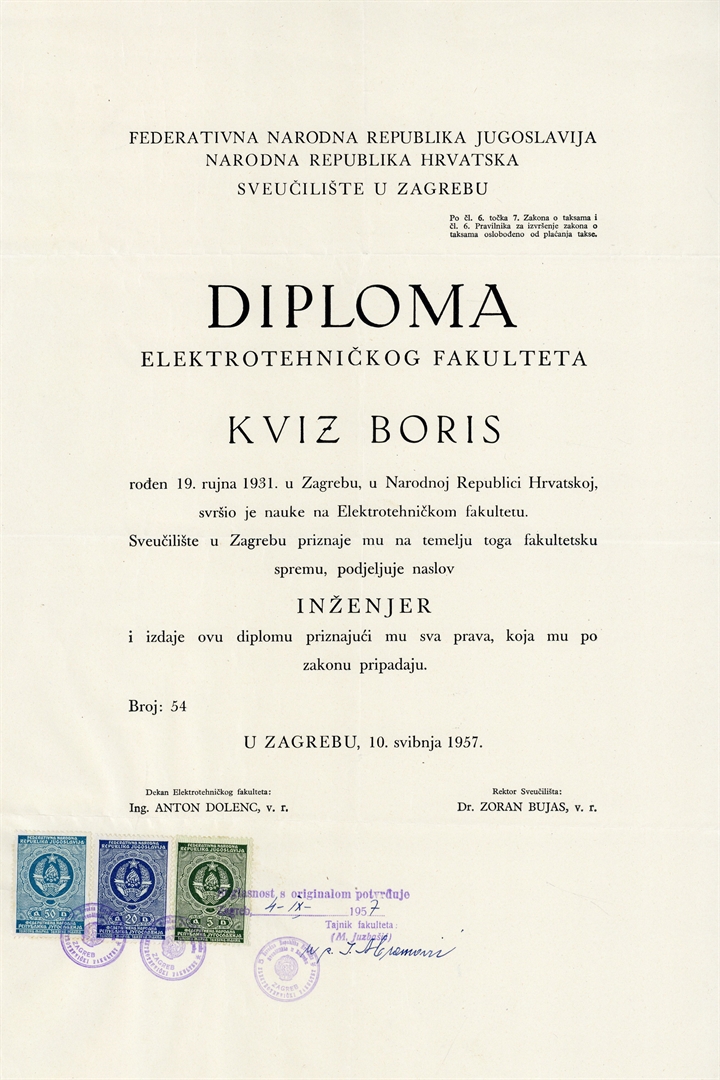 FEDERATIVNA NARODNA REPUBLIKA JUGOSLAVIJA
NARODNA REPUBLIKA HRVATSKA
SVEUČILIŠTE U ZAGREBU
Po čl. 6. točka 7. Zakona o taksama i
čl. 6. Pravilnika za izvršenje zakona o
taksama oslobođeno od plaćanja takse.
DIPLOMA
ELEKTROTEHNIČKOG FAKULTETA
KVIZ BORIS
rođen 19. rujna 1931. u Zagrebu, u Narodnoj Republici Hrvatskoj,
svršio je nauke na Elektrotehničkom fakultetu.
Sveučilište u Zagrebu priznaje mu na temelju toga fakultetsku
spremu, podjeljuje naslov
INŽENJER
i izdaje ovu diplomu priznajući mu sva prava, koja mu po
zakonu pripadaju.
Broj: 54
U ZAGREBU, 10. svibnja 1957.
Dekan Elektrotehničkog fakulteta:
Ing. ANTON DOLENC, v. r.
Rektor Sveučilišta:
Dr. ZORAN BUJAS, v. r.
FEDERATIVNA NARODNA
REPUBLIKA JUGOSLAVIJA
30
FEDERATIVNA NARODNA
REPUBLIKA JUGOSLAVIJA
20
FEDERATIVNA NARODNA
REPUBLIKA JUGOSLAVIJA
5
s originalom potvrđuje
Zagreb, 4-IX- 1957
Tajnik fakulteta:
ZAGREB
ZAGREB
ZAGREB